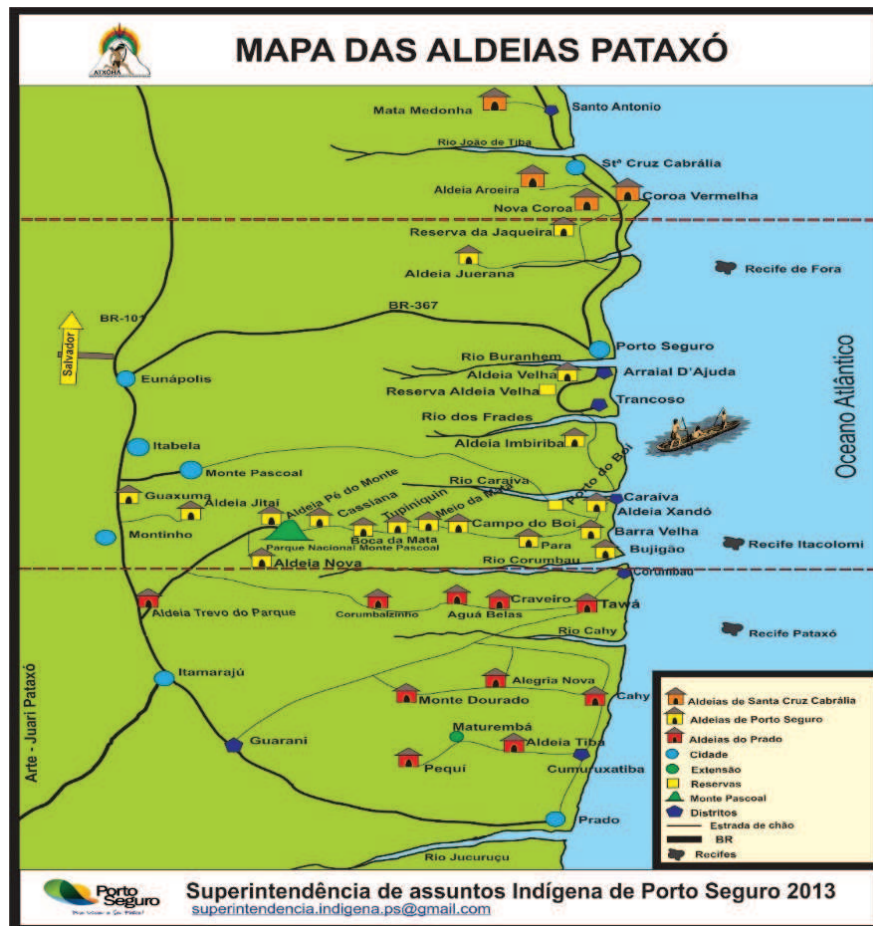 ATXÔHÃ
MAPA DAS ALDEIAS PATAXÓ
Mata Medonha
Santo Antonio
Rio João de Tiba
Stª Cruz Cabrália
Aldeia Aroeira
Coroa Vermelha
Nova Coroa
Reserva da Jaqueira
Aldeia Juerana
Recife de Fora
BR-101
BR-367
Salvador
Porto Seguro
Rio Buranhem
Eunápolis
Aldeia Velha
Arraial D'Ajuda
Reserva Aldeia Velha
Trancoso
Rio dos Frades
Oceano Atlântico
Itabela
Aldeia Imbiriba
Monte Pascoal
Rio Caraiva
Porto do Boi
Caraiva
Guaxuma
Aldeia Jitaí
Aldeia Pé do Monte
Cassiana
Tupiniquin
Meio da Mata
Aldeia Xandó
Campo do Boi
Barra Velha
Montinho
Boca da Mata
Parque Nacional Monte Pascoal
Para
Bujigão
Recife Itacolomi
Aldeia Nova
Rio Corumbau
Corumbau
Aldeia Trevo do Parque
Corumbalzinho
Aguá Belas
Craveiro
Tawá
Rio Cahy
Recife Pataxó
Itamarajú
Alegria Nova
Monte Dourado
Cahy
Guarani
Maturembá
Aldeia Tiba
Pequí
Cumuruxatiba
Prado
Rio Jucuruçu
Arte - Juari Pataxó
Aldeias de Santa Cruz Cabrália
Aldeias de Porto Seguro
Aldeias do Prado
Cidade
Extensão
Reservas
Monte Pascoal
Distritos
Estrada de chão
BR
Recifes
Porto
Seguro
Superintendência de assuntos Indígena de Porto Seguro 2013
superintendencia.indigena.ps@gmail.com